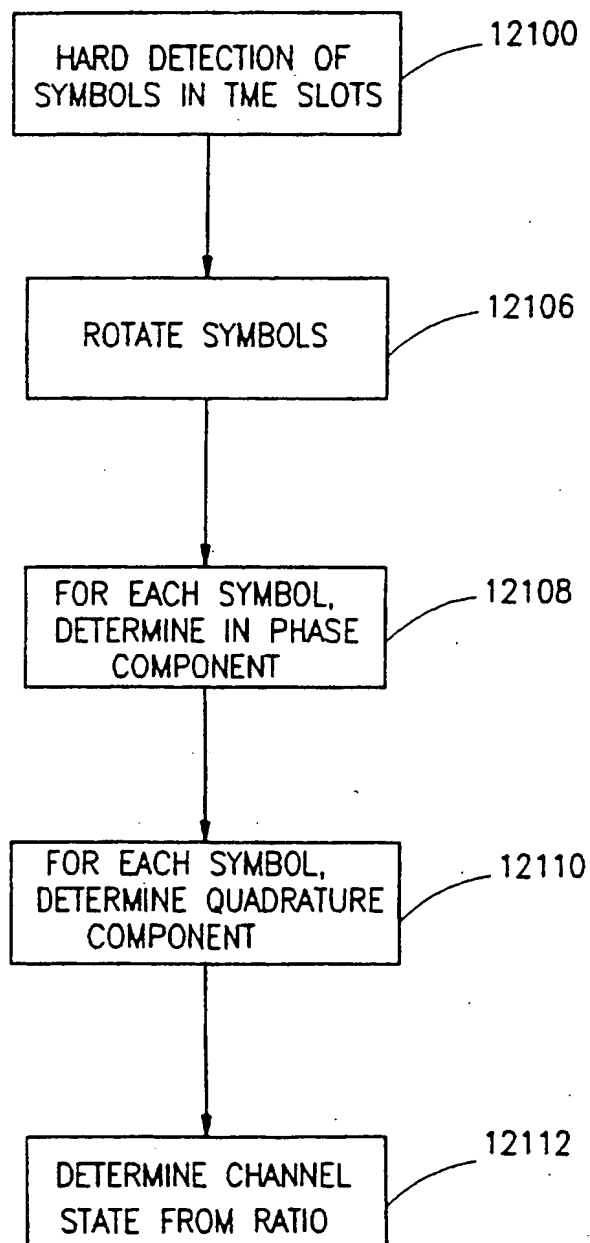 HARD DETECTION OF
SYMBOLS IN TME SLOTS
12100
ROTATE SYMBOLS
12106
FOR EACH SYMBOL,
DETERMINE IN PHASE
COMPONENT
12108
FOR EACH SYMBOL,
DETERMINE QUADRATURE
COMPONENT
12110
DETERMINE CHANNEL
STATE FROM RATIO
12112